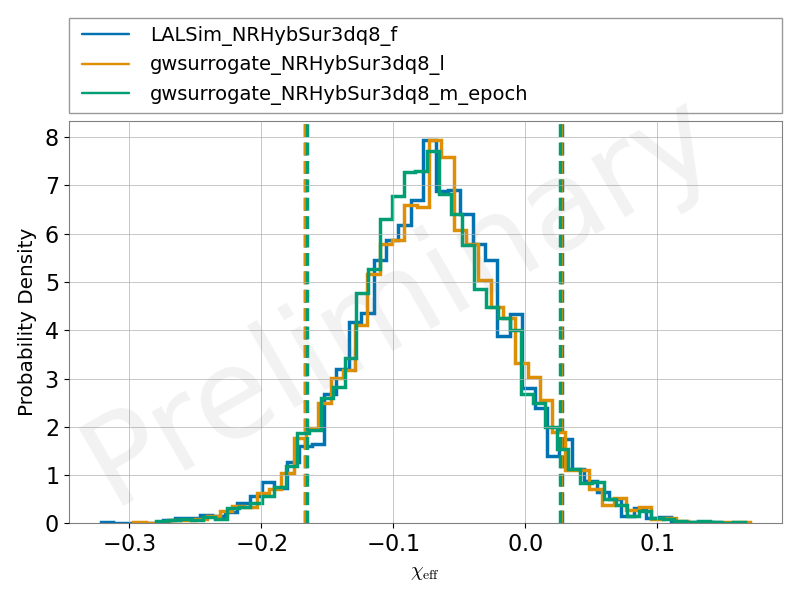 LALSim_NRHybSur3dq8_f
gwsurrogate_NRHybSur3dq8_l
gwsurrogate_NRHybSur3dq8_m_epoch
Preliminary
Probability Density
8
7
6
5
4
3
2
1
0
−0.3 −0.2 −0.1 0.0 0.1
χeff